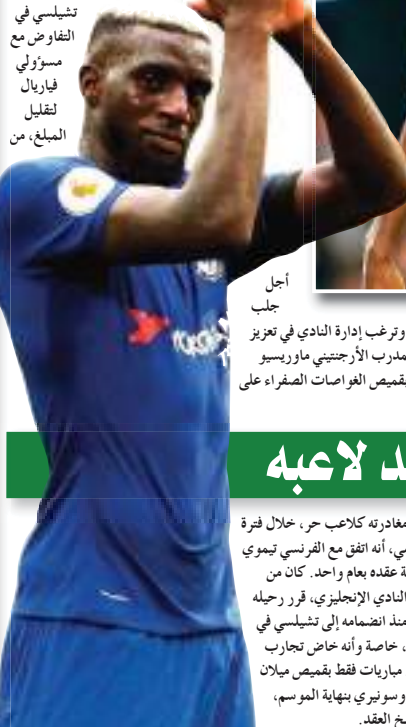 تشيلسي في
التفاوض مع
مسؤولي
فياريال
لتقليل
المبلغ، من
أجل
جلب
وترغب إدارة النادي في تعزيز
مدرب الأرجنتيني ماوريسيو
بقميص الغواصات الصفراء على
لاعبه
مغادرته كلاعب حر، خلال فترة
أنه اتفق مع الفرنسي تيموي
عقده بعام واحد. كان من
النادي الإنجليزي، قرر رحيله
منذ انضمامه إلى تشيلسي في
، خاصة وأنه خاض تجارب
مباريات فقط بقميص ميلان
وسونيري بنهاية الموسم،
العقد.